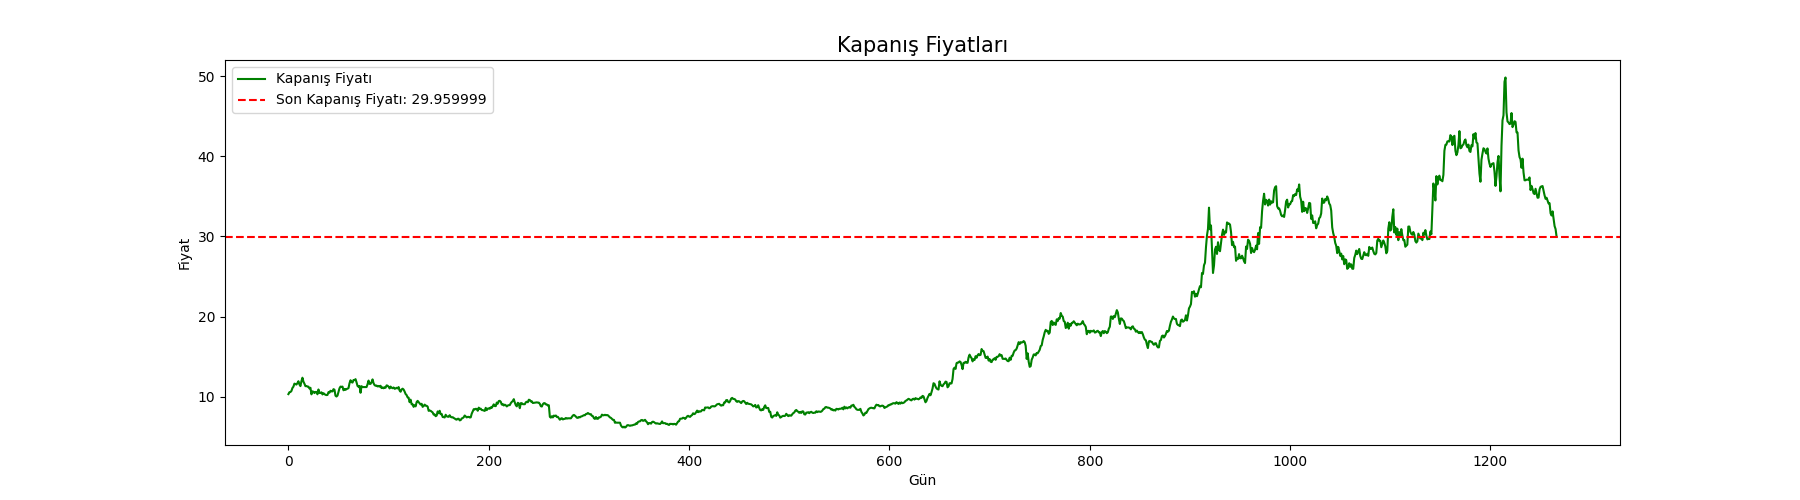 Kapanış Fiyatları
Kapanış Fiyatı
Son Kapanış Fiyatı: 29.959999
50
40
30
20
10
Fiyat
0 200 400 600 800 1000 1200
Gün